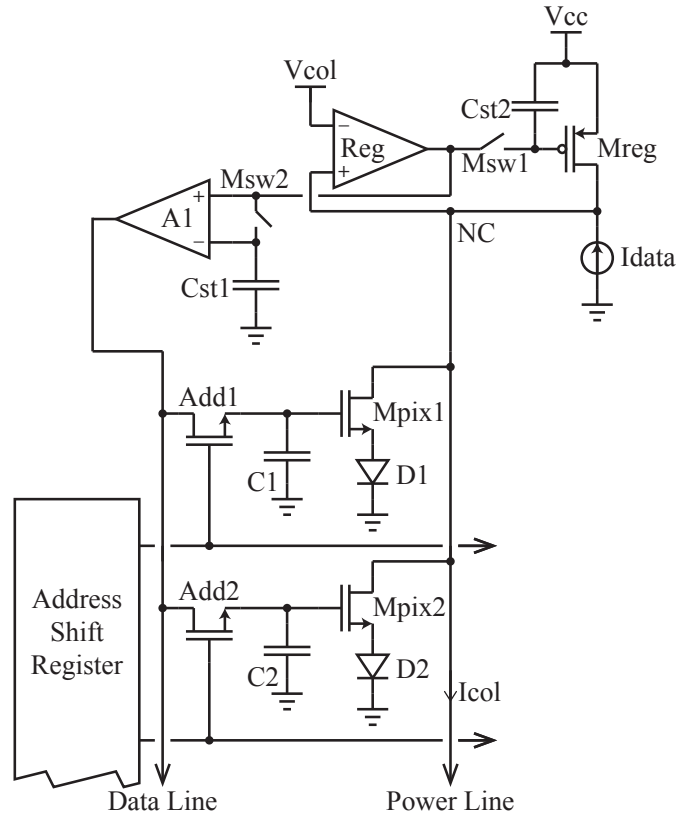 Vcc
Vcol
Cst2
−
Reg
+
Msw1
Mreg
Msw2
+
A1
−
NC
Idata
Cst1
Add1
Mpix1
C1
D1
Add2
Mpix2
Address
Shift
Register
C2
D2
Icol
Data Line
Power Line